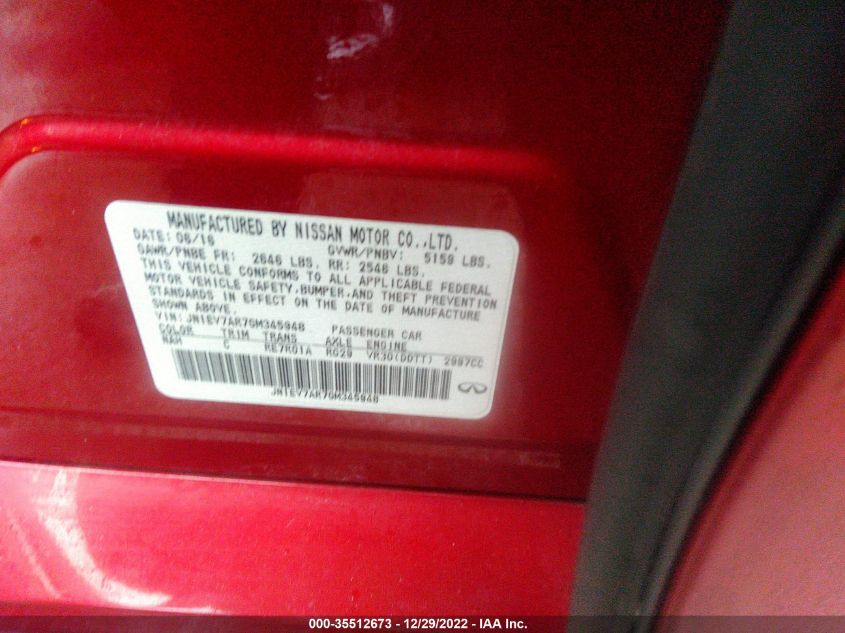 MANUFACTURED BY NISSAN MOTOR CO.,LTD.
DATE: 06/16 GVWR/PNBV: 5159 LBS.
GAWR/PNBE FR: 2646 LBS. RR: 2546 LBS.
THIS VEHICLE CONFORMS TO ALL APPLICABLE FEDERAL
MOTOR VEHICLE SAFETY,BUMPER,AND THEFT PREVENTION
STANDARDS IN EFFECT ON THE DATE OF MANUFACTURE
SHOWN ABOVE.
VIN: JN1EV7AR7GM345948 PASSENGER CAR
COLOR TRIM TRANS AXLE ENGINE
NAH C RE7R01A RG29 VR30(DDTT) 2997CC
JN1EV7AR7GM345948
000-35512673 - 12/29/2022 - IAA Inc.